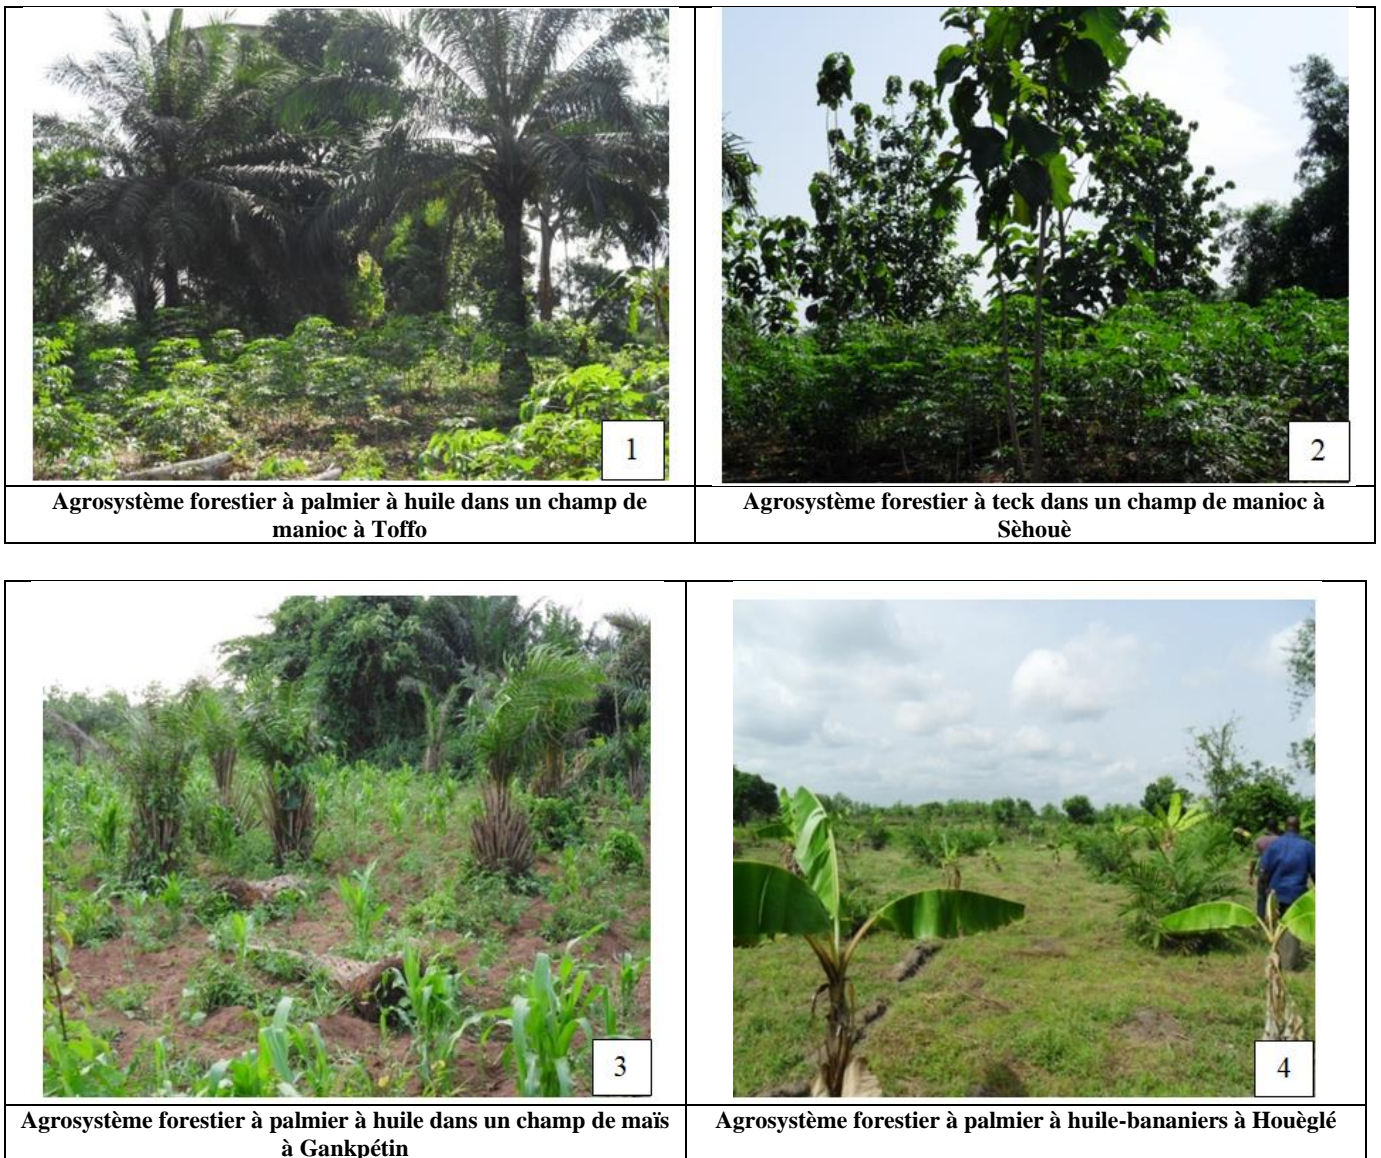 1
2
Agrosystème forestier à palmier à huile dans un champ de
manioc à Toffo
Agrosystème forestier à teck dans un champ de manioc à
Sèhouè
3
4
Agrosystème forestier à palmier à huile dans un champ de maïs
à Gankpétin
Agrosystème forestier à palmier à huile-bananiers à Houèglé